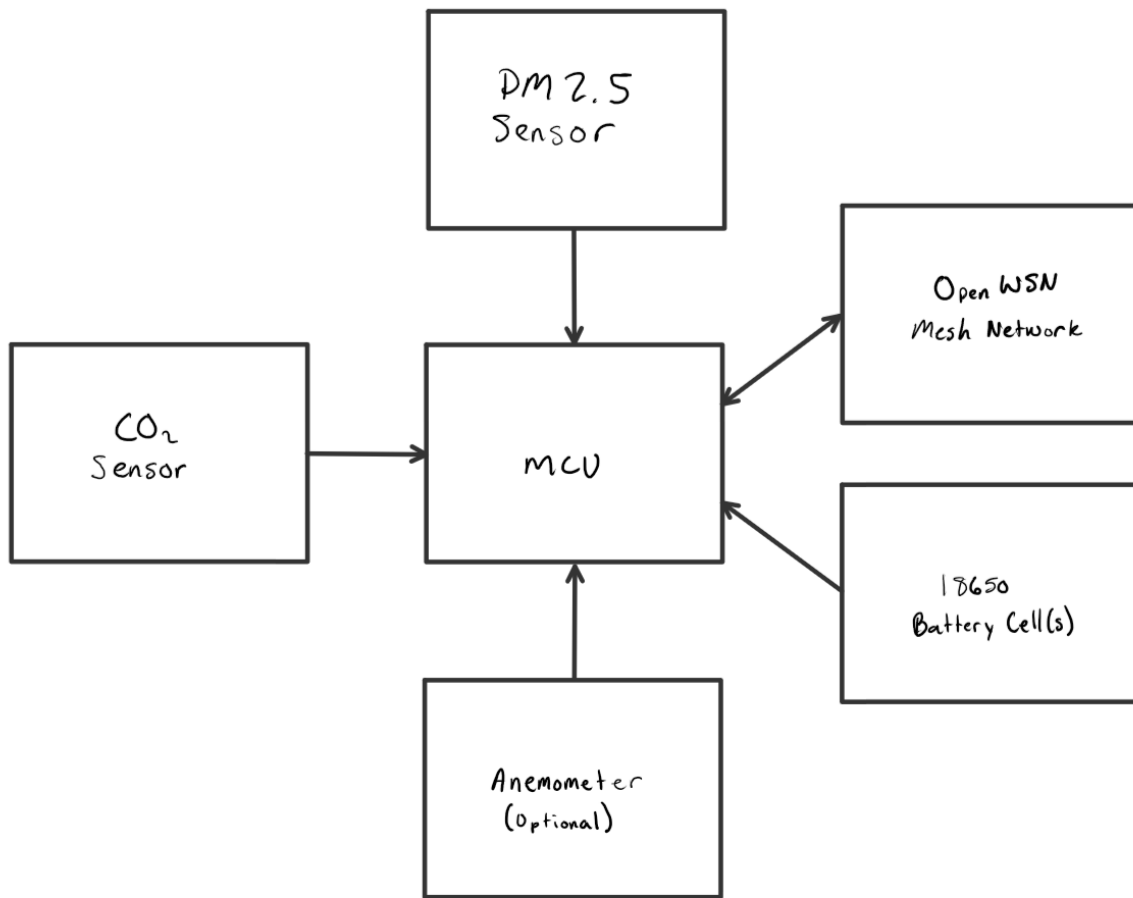 PM 2.5
Sensor
Open WSN
Mesh Network
CO₂
Sensor
MCU
18650
Battery Cell(s)
Anemometer
(Optional)